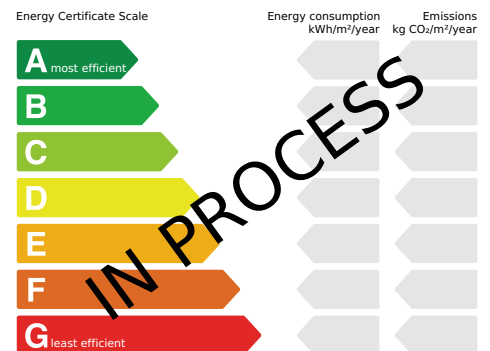 Energy Certificate Scale
Energy consumption
kWh/m²/year
Emissions
kg CO₂/m²/year
A most efficient
B
C
D
E
F
G least efficient
IN PROCESS